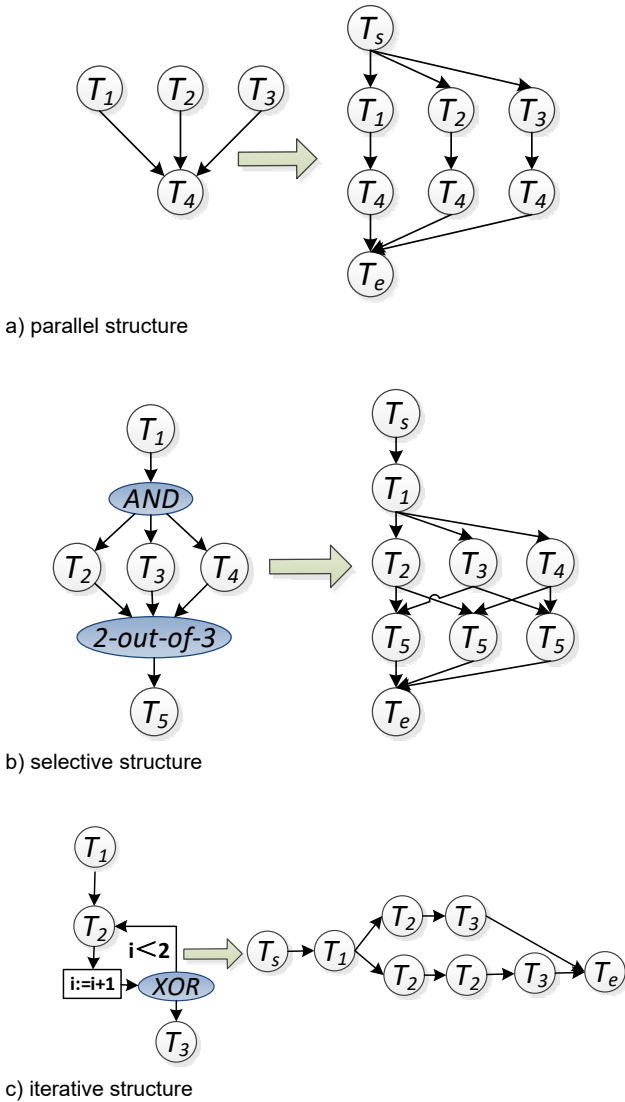 T1 T2 T3
T4
Ts
T1 T2 T3
T4 T4 T4
Te
a) parallel structure
T1
AND
T2 T3 T4
2-out-of-3
T5
Ts
T1
T2 T3 T4
T5 T5 T5
Te
b) selective structure
T1
T2
i<2
i:=i+1
XOR
T3
Ts T1
T2 T3
T2 T2 T3
Te
c) iterative structure